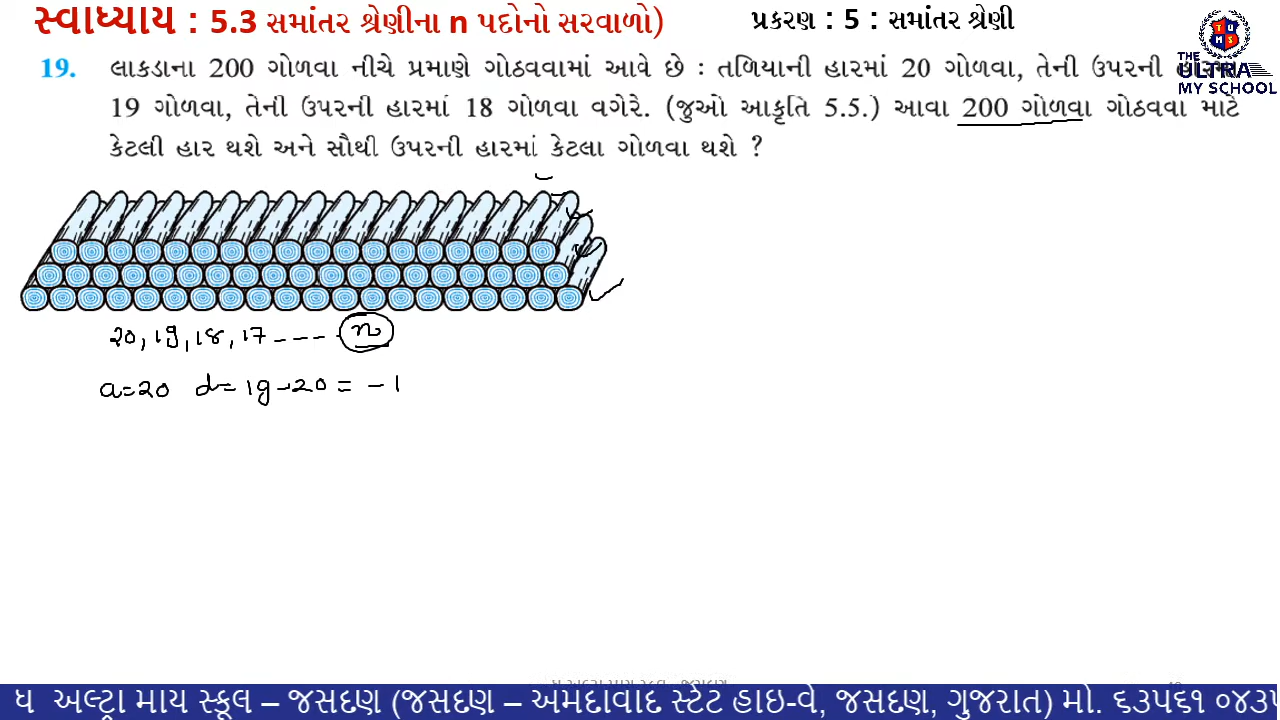 સ્વાધ્યાય : 5.3 સમાંતર શ્રેણીના n પદોનો સરવાળો)
પ્રકરણ : 5 : સમાંતર શ્રેણી
TUMS
THE
ULTRA
MY SCHOOL
19. લાકડાના 200 ગોળવા નીચે પ્રમાણે ગોઠવવામાં આવે છે : તળિયાની હારમાં 20 ગોળવા, તેની ઉપરની
19 ગોળવા, તેની ઉપરની હારમાં 18 ગોળવા વગેરે. (જુઓ આકૃતિ 5.5.) આવા 200 ગોળવા ગોઠવવા માટે
કેટલી હાર થશે અને સૌથી ઉપરની હારમાં કેટલા ગોળવા થશે ?
20, 19, 18, 17 ---- n
a=20 d= 19-20 = -1
ધ અલ્ટ્રા માય સ્કૂલ – જસદણ (જસદણ – અમદાવાદ સ્ટેટ હાઇ-વે, જસદણ, ગુજરાત) મો. ૬૩૫૬૧ ૦૪૩૫